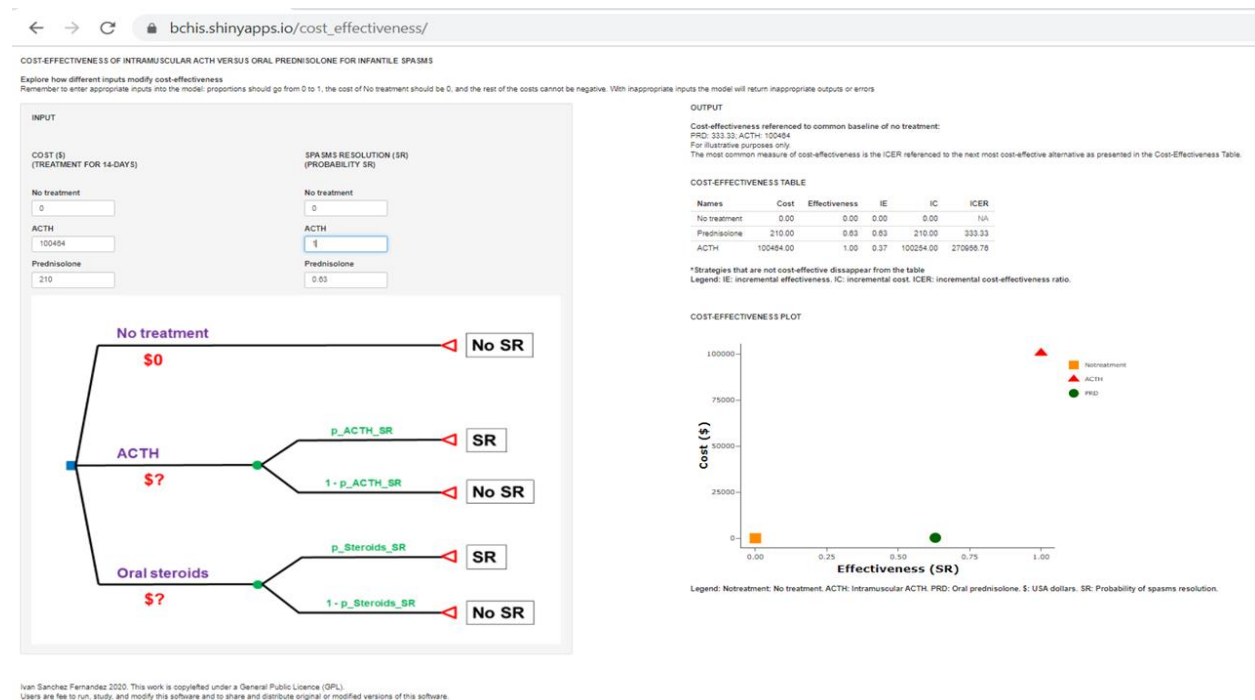 bchis.shinyapps.io/cost_effectiveness/
COST-EFFECTIVENESS OF INTRAMUSCULAR ACTH VERSUS ORAL PREDNISOLONE FOR INFANTILE SPASMS
Explore how different inputs modify cost-effectiveness
Remember to enter appropriate inputs into the model: proportions should go from 0 to 1, the cost of No treatment should be 0, and the rest of the costs cannot be negative. With inappropriate inputs the model will return inappropriate outputs or errors
INPUT
COST ($)
(TREATMENT FOR 14-DAYS)
No treatment
0
ACTH
100464
Prednisolone
210
SPASMS RESOLUTION (SR)
(PROBABILITY SR)
No treatment
0
ACTH
1
Prednisolone
0.63
No treatment
$0
No SR
ACTH
$?
p_ACTH_SR
SR
1 - p_ACTH_SR
No SR
Oral steroids
$?
p_Steroids_SR
SR
1 - p_Steroids_SR
No SR
OUTPUT
Cost-effectiveness referenced to common baseline of no treatment:
PRD: 333.33; ACTH: 100464
For illustrative purposes only.
The most common measure of cost-effectiveness is the ICER referenced to the next most cost-effective alternative as presented in the Cost-Effectiveness Table.
COST-EFFECTIVENESS TABLE
Names Cost Effectiveness IE IC ICER
No treatment 0.00 0.00 0.00 0.00 NA
Prednisolone 210.00 0.63 0.63 210.00 333.33
ACTH 100464.00 1.00 0.37 100254.00 270956.76
*Strategies that are not cost-effective dissappear from the table
Legend: IE: incremental effectiveness. IC: incremental cost. ICER: incremental cost-effectiveness ratio.
COST-EFFECTIVENESS PLOT
Cost ($)
100000
75000
50000
25000
0
0.00 0.25 0.50 0.75 1.00
Effectiveness (SR)
Notreatment
ACTH
PRD
Legend: Notreatment: No treatment. ACTH: Intramuscular ACTH. PRD: Oral prednisolone. $: USA dollars. SR: Probability of spasms resolution.
Ivan Sanchez Fernandez 2020. This work is copylefted under a General Public Licence (GPL).
Users are fee to run, study, and modify this software and to share and distribute original or modified versions of this software.